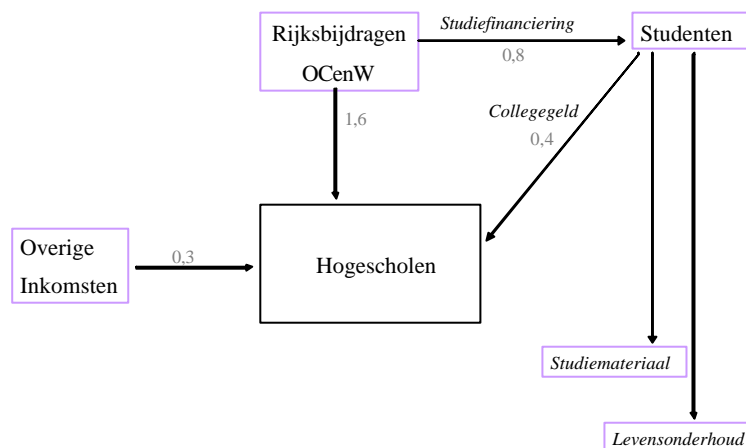 Rijksbijdragen
OCenW
Studiefinanciering
0,8
Studenten
1,6
Collegegeld
0,4
Overige
Inkomsten
0,3
Hogescholen
Studiemateriaal
Levensonderhoud